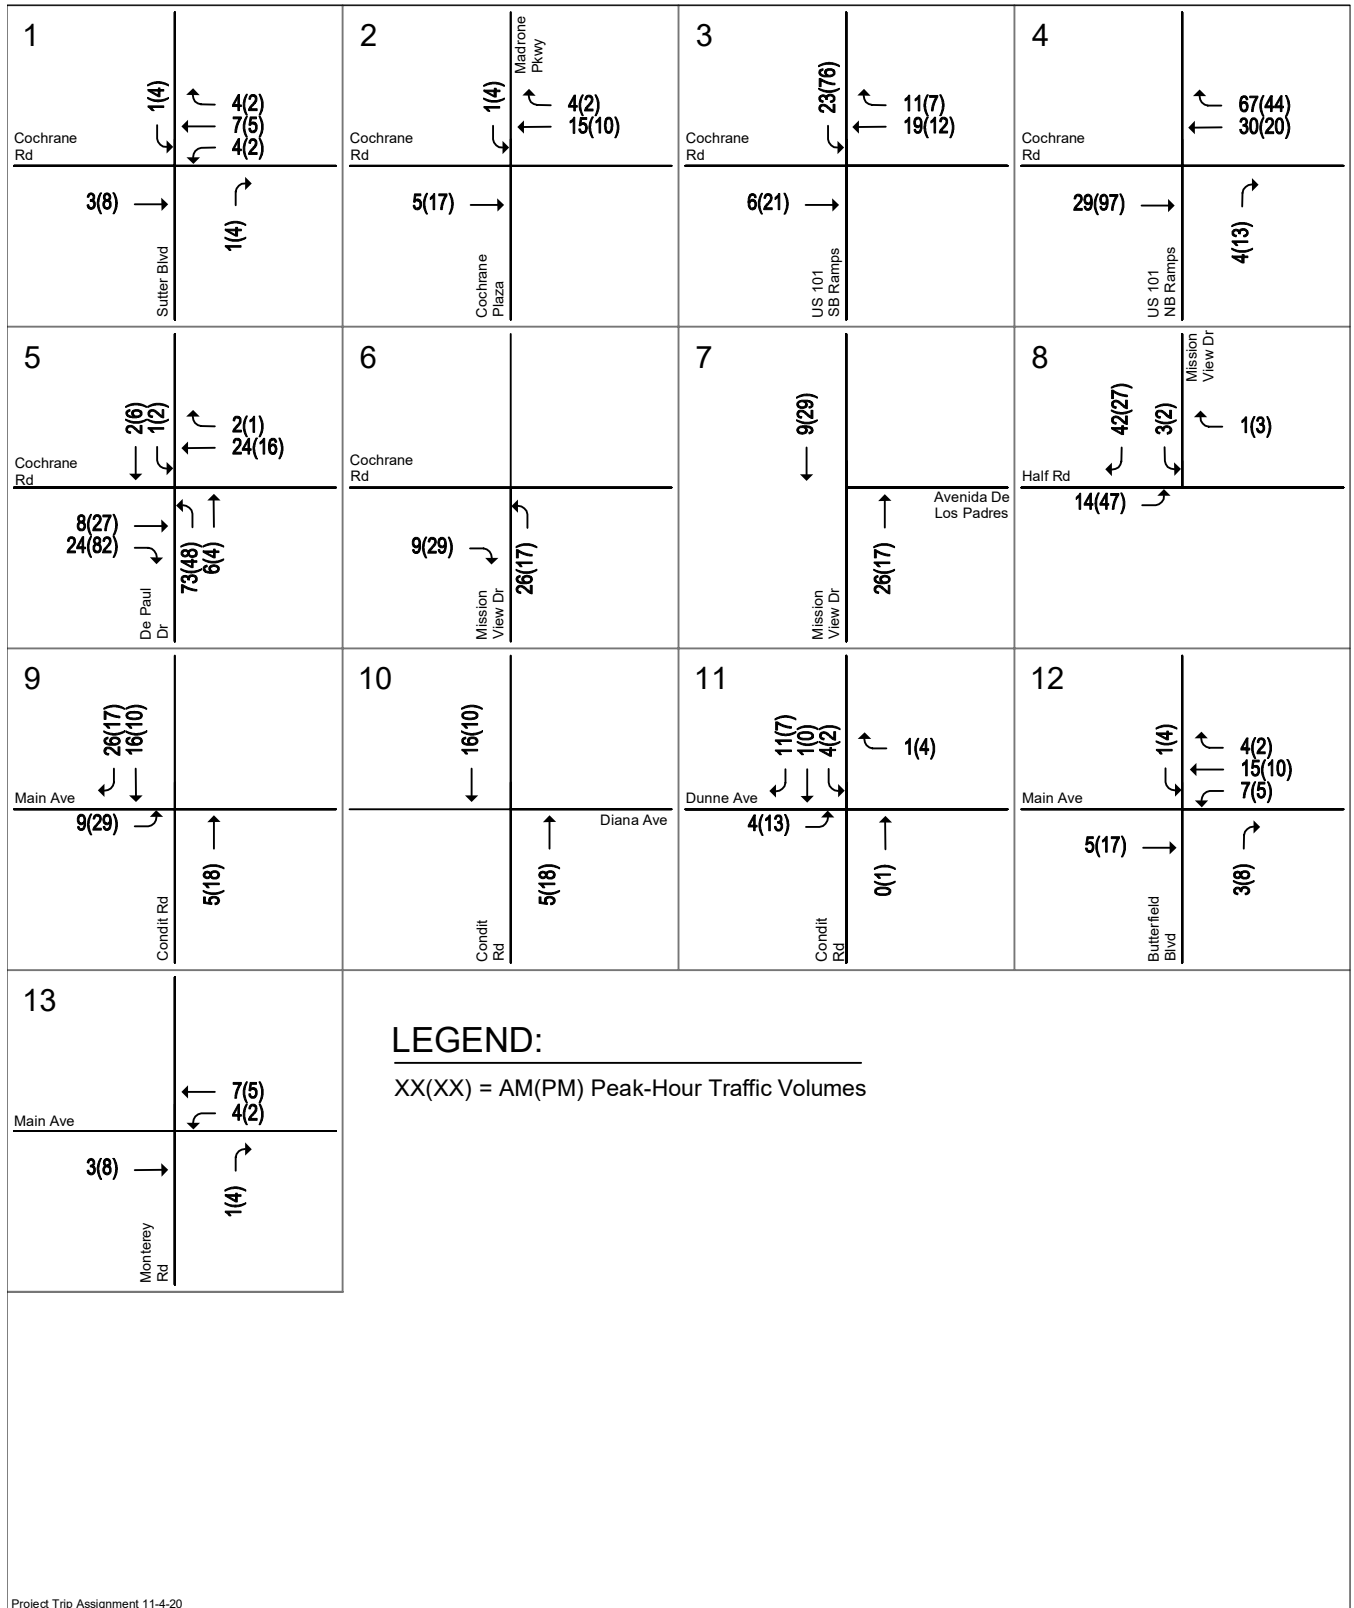 1
1(4)
4(2)
7(5)
4(2)
Cochrane
Rd
3(8)
1(4)
Sutter Blvd
2
Madrone
Pkwy
1(4)
4(2)
15(10)
Cochrane
Rd
5(17)
Cochrane
Plaza
3
23(76)
11(7)
19(12)
Cochrane
Rd
6(21)
US 101
SB Ramps
4
67(44)
30(20)
Cochrane
Rd
29(97)
4(13)
US 101
NB Ramps
5
2(6)
1(2)
2(1)
24(16)
Cochrane
Rd
8(27)
24(82)
73(48)
6(4)
De Paul
Dr
6
Cochrane
Rd
9(29)
26(17)
Mission
View Dr
7
9(29)
Avenida De
Los Padres
26(17)
Mission
View Dr
8
Mission
View Dr
42(27)
3(2)
1(3)
Half Rd
14(47)
9
26(17)
16(10)
Main Ave
9(29)
5(18)
Condit Rd
10
16(10)
Diana Ave
5(18)
Condit
Rd
11
11(7)
1(0)
4(2)
1(4)
Dunne Ave
4(13)
0(1)
Condit
Rd
12
1(4)
4(2)
15(10)
7(5)
Main Ave
5(17)
3(8)
Butterfield
Blvd
13
7(5)
4(2)
Main Ave
3(8)
1(4)
Monterey
Rd
LEGEND:
XX(XX) = AM(PM) Peak-Hour Traffic Volumes
Project Trip Assignment 11-4-20